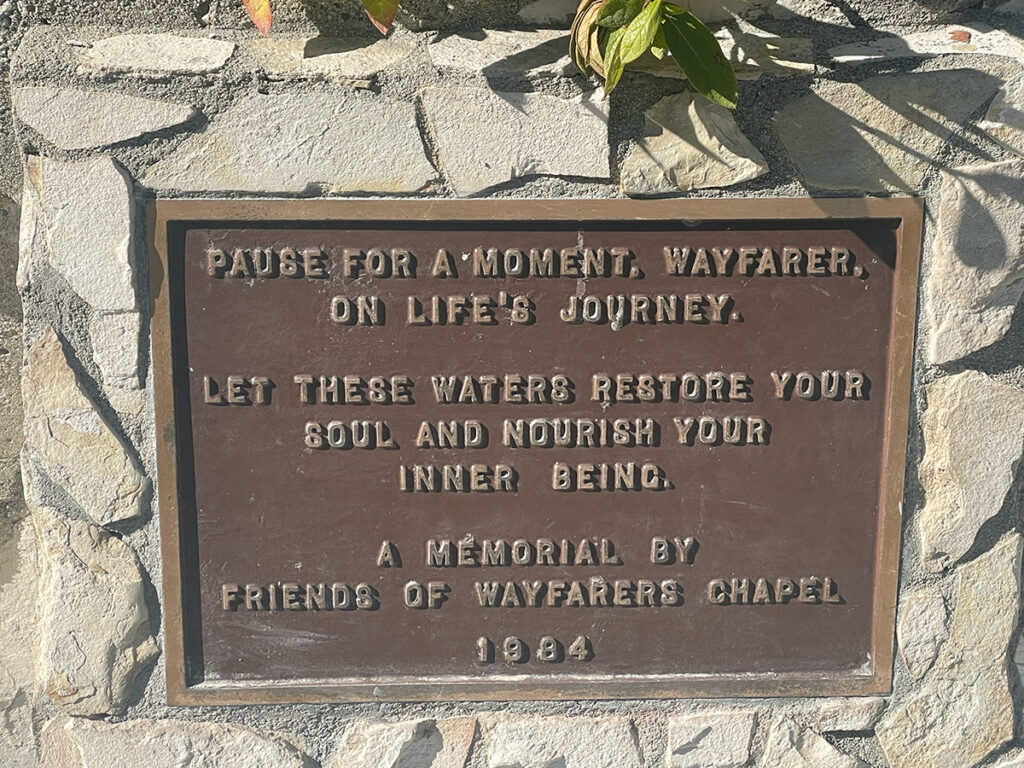 PAUSE FOR A MOMENT, WAYFARER,
ON LIFE'S JOURNEY.
LET THESE WATERS RESTORE YOUR
SOUL AND NOURISH YOUR
INNER BEING.
A MEMORIAL BY
FRIENDS OF WAYFARERS CHAPEL
1984